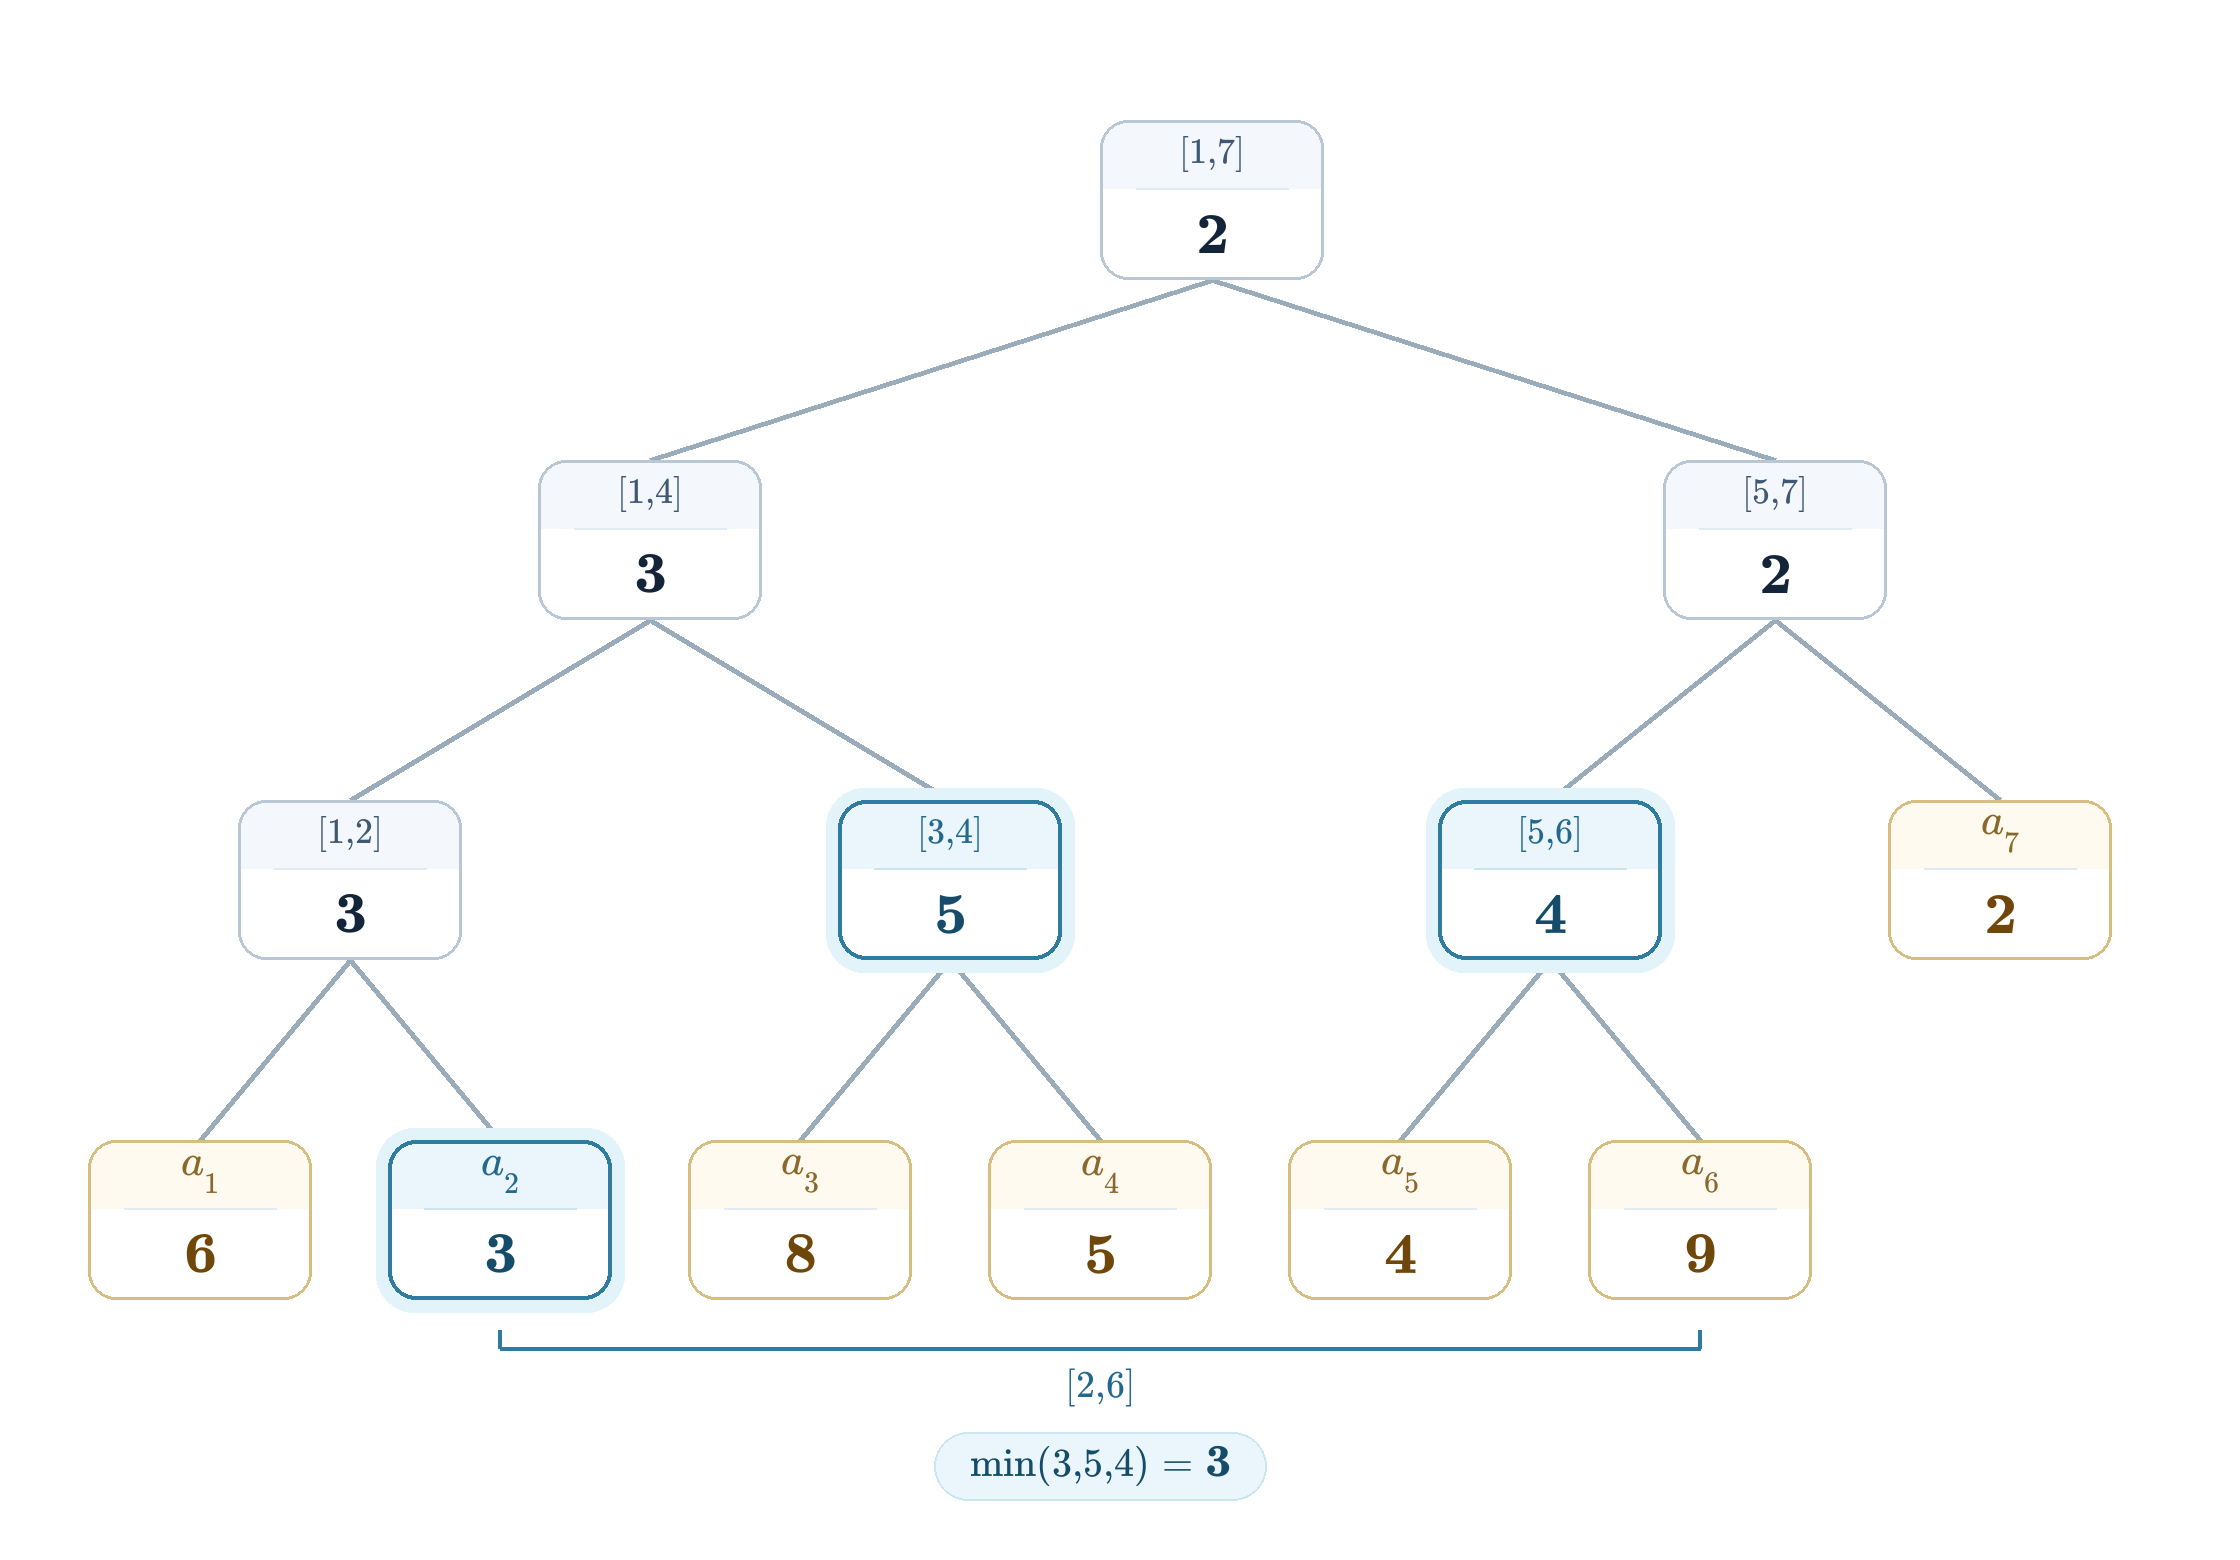 [1,7]
2
[1,4]
3
[5,7]
2
[1,2]
3
[3,4]
5
[5,6]
4
a₇
2
a₁
6
a₂
3
a₃
8
a₄
5
a₅
4
a₆
9
[2,6]
min(3,5,4) = 3